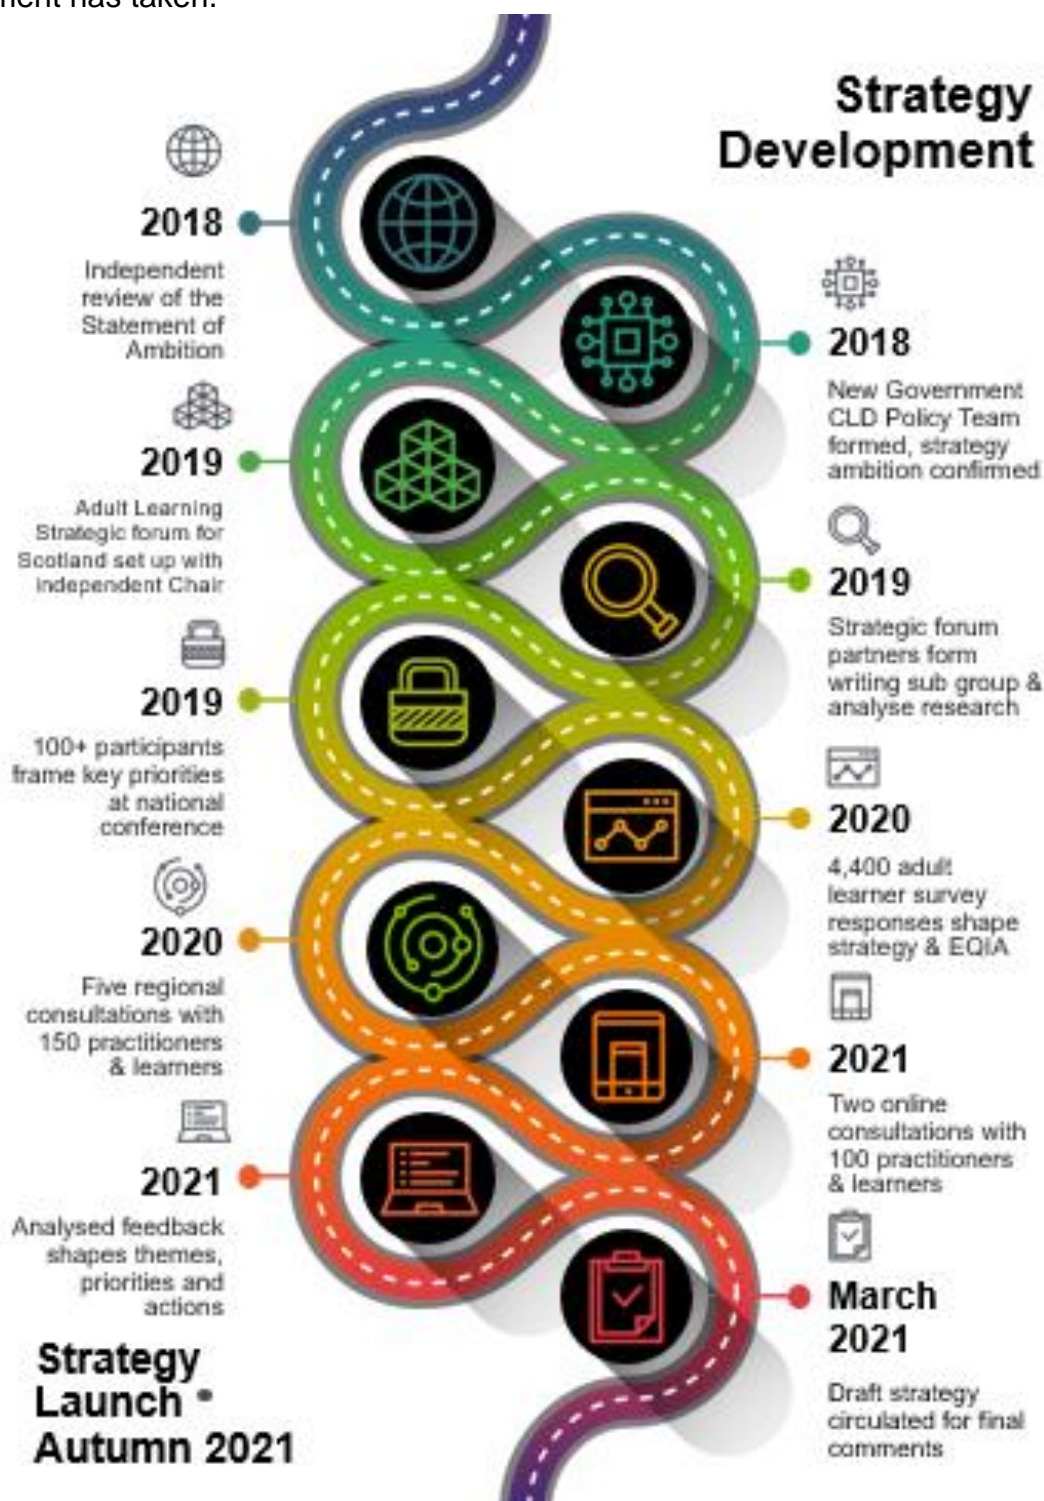 has taken.
Strategy
Development
2018
Independent
review of the
Statement of
Ambition
2018
New Government
CLD Policy Team
formed, strategy
ambition confirmed
2019
Adult Learning
Strategic forum for
Scotland set up with
independent Chair
2019
Strategic forum
partners form
writing sub group &
analyse research
2019
100+ participants
frame key priorities
at national
conference
2020
4,400 adult
learner survey
responses shape
strategy & EQIA
2020
Five regional
consultations with
150 practitioners
& learners
2021
Two online
consultations with
100 practitioners
& learners
2021
Analysed feedback
shapes themes,
priorities and
actions
March
2021
Draft strategy
circulated for final
comments
Strategy
Launch
Autumn 2021